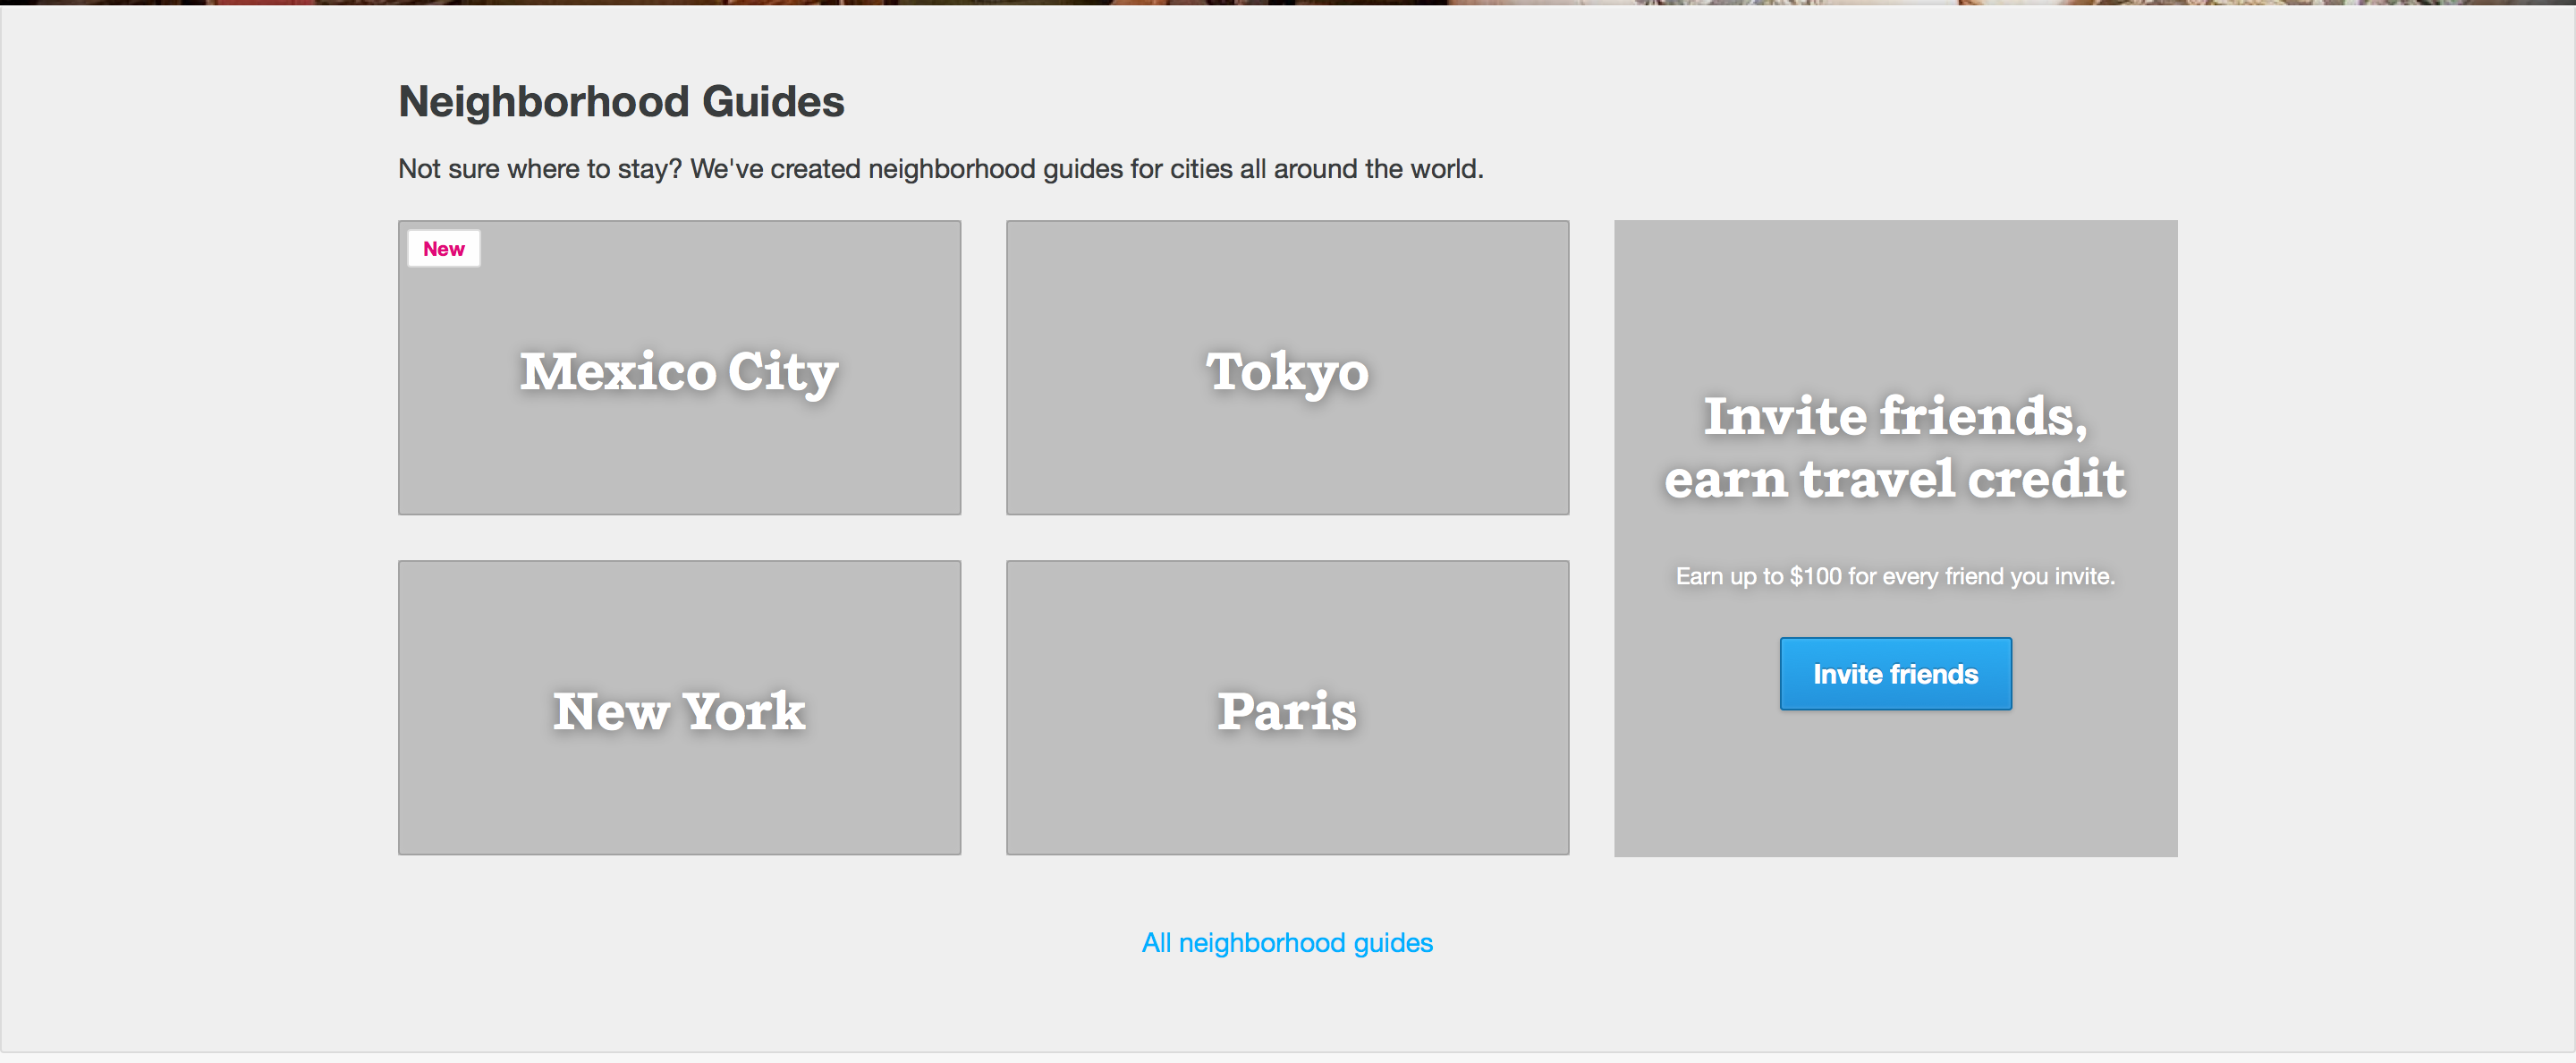 Neighborhood Guides
Not sure where to stay? We've created neighborhood guides for cities all around the world.
New
Mexico City
Tokyo
New York
Paris
Invite friends,
earn travel credit
Earn up to $100 for every friend you invite.
Invite friends
All neighborhood guides